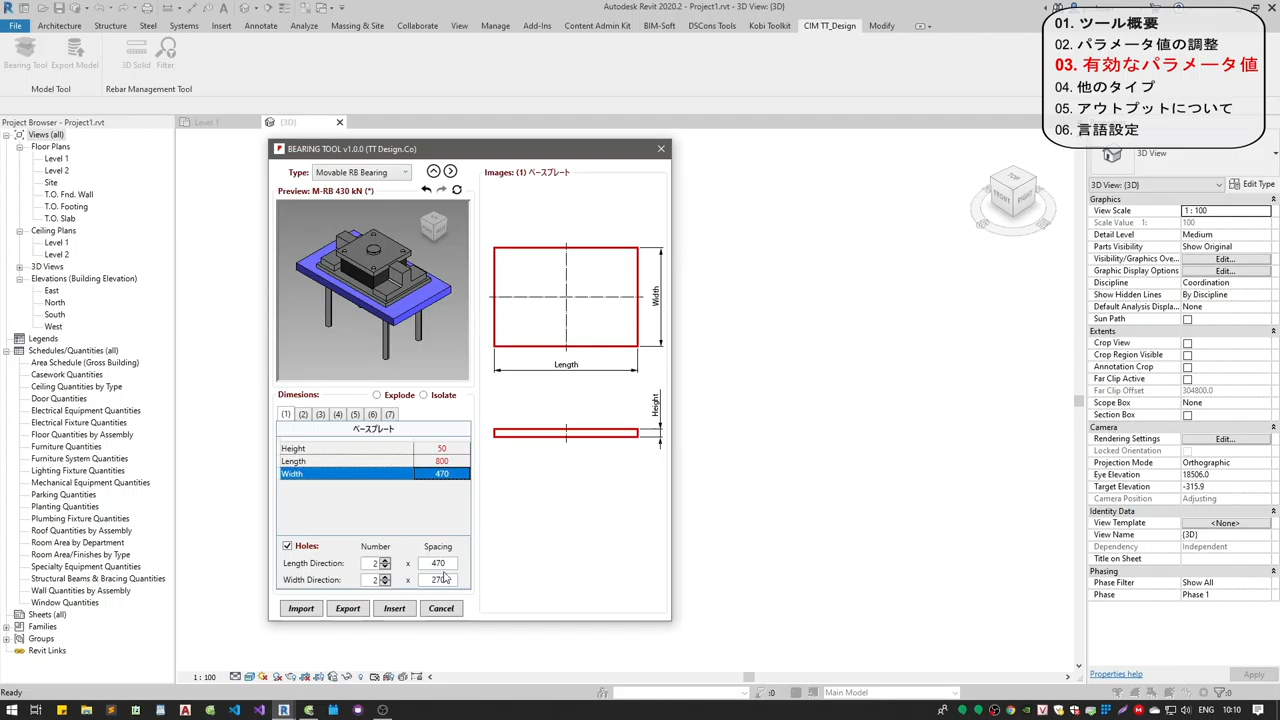 Autodesk Revit 2020.2 - Project1.rvt - 3D View: {3D}
File Architecture Structure Steel Systems Insert Annotate Analyze Massing & Site Collaborate View Manage Add-Ins Content Admin Kit BIM-Soft DSCons Tools Kobi Toolkit CIM TT_Design Modify
Bearing Tool Export Model 3D Solid Filter
Model Tool Rebar Management Tool
01. ツール概要
02. パラメータ値の調整
03. 有効なパラメータ値
04. 他のタイプ
05. アウトプットについて
06. 言語設定
Project Browser - Project1.rvt
Views (all)
Floor Plans
Level 1
Level 2
Site
T.O. Fnd. Wall
T.O. Footing
T.O. Slab
Ceiling Plans
Level 1
Level 2
3D Views
Elevations (Building Elevation)
East
North
South
West
Legends
Schedules/Quantities (all)
Area Schedule (Gross Building)
Casework Quantities
Ceiling Quantities by Type
Door Quantities
Electrical Equipment Quantities
Electrical Fixture Quantities
Floor Quantities by Assembly
Furniture Quantities
Furniture System Quantities
Lighting Fixture Quantities
Mechanical Equipment Quantities
Parking Quantities
Planting Quantities
Plumbing Fixture Quantities
Roof Quantities by Assembly
Room Area by Department
Room Area/Finishes by Type
Specialty Equipment Quantities
Structural Beams & Bracing Quantities
Wall Quantities by Assembly
Window Quantities
Sheets (all)
Families
Groups
Revit Links
Level 1 {3D}
BEARING TOOL v1.0.0 (TT Design.Co)
Type: Movable RB Bearing
Preview: M-RB 430 kN (*)
Images: (1) ベースプレート
Width
Length
Height
Dimesions: Explode Isolate
(1) (2) (3) (4) (5) (6) (7)
ベースプレート
Height 50
Length 800
Width 470
Holes: Number Spacing
Length Direction: 2 470
Width Direction: 2 x 270
Import Export Insert Cancel
TOP
FRONT RIGHT
3D View
3D View: {3D} Edit Type
Graphics
View Scale 1 : 100
Scale Value 1: 100
Detail Level Medium
Parts Visibility Show Original
Visibility/Graphics Ove... Edit...
Graphic Display Options Edit...
Discipline Coordination
Show Hidden Lines By Discipline
Default Analysis Displa... None
Sun Path
Extents
Crop View
Crop Region Visible
Annotation Crop
Far Clip Active
Far Clip Offset 304800.0
Scope Box None
Section Box
Camera
Rendering Settings Edit...
Locked Orientation
Projection Mode Orthographic
Eye Elevation 18506.0
Target Elevation -315.9
Camera Position Adjusting
Identity Data
View Template <None>
View Name {3D}
Dependency Independent
Title on Sheet
Phasing
Phase Filter Show All
Phase Phase 1
Properties help Apply
1 : 100
Ready :0 Main Model :0
ENG 10:10